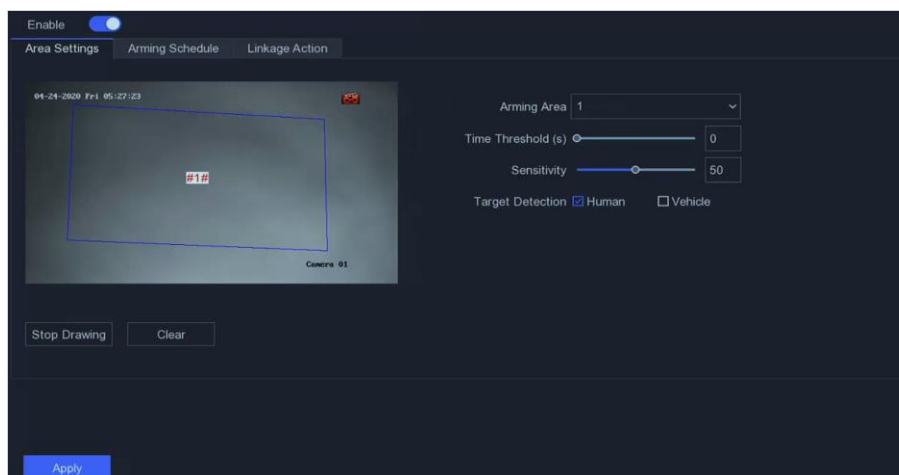 Enable
Area Settings Arming Schedule Linkage Action
04-24-2020 Fri 05:27:23
#1#
Camera 01
Arming Area 1
Time Threshold (s) 0
Sensitivity 50
Target Detection Human Vehicle
Stop Drawing Clear
Apply